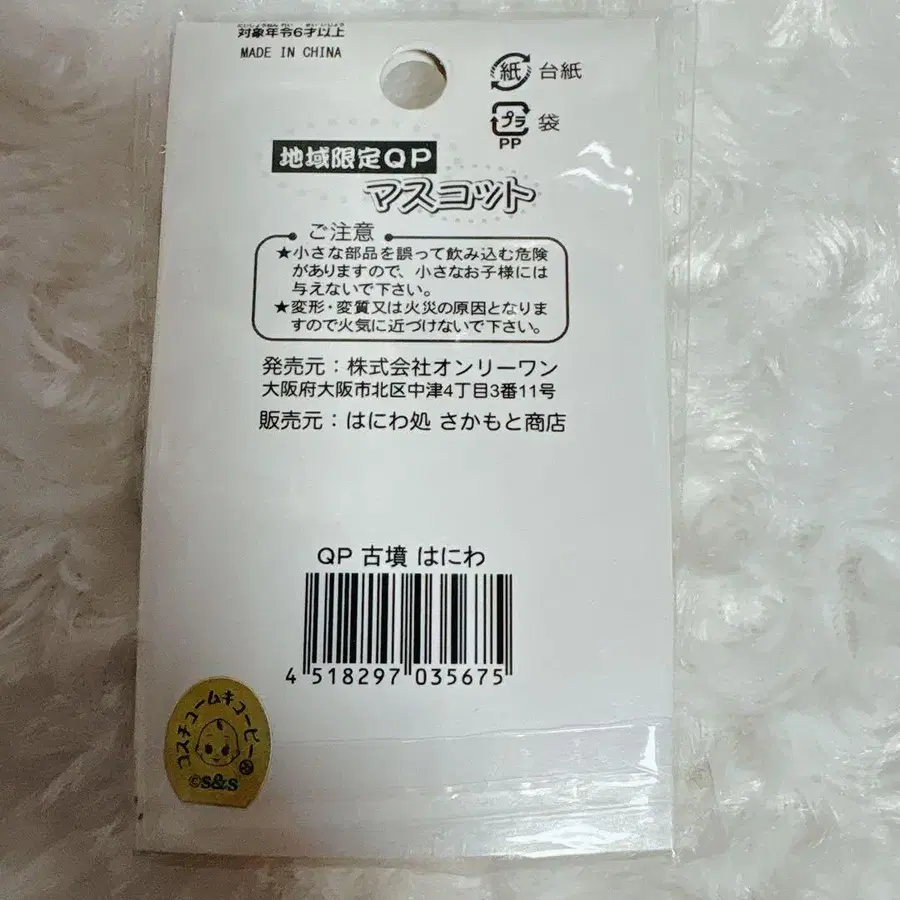 対象年令6才以上
MADE IN CHINA
紙 台紙
プラ 袋
PP
地域限定QP
マスコット
ご注意
★小さな部品を誤って飲み込む危険
がありますので、小さなお子様には
与えないで下さい。
★変形・変質又は火災の原因となりま
すので火気に近づけないで下さい。
発売元：株式会社オンリーワン
大阪府大阪市北区中津4丁目3番11号
販売元：はにわ処 さかもと商店
QP 古墳 はにわ
4 518297 035675
コスチュームキューピー
©S&S